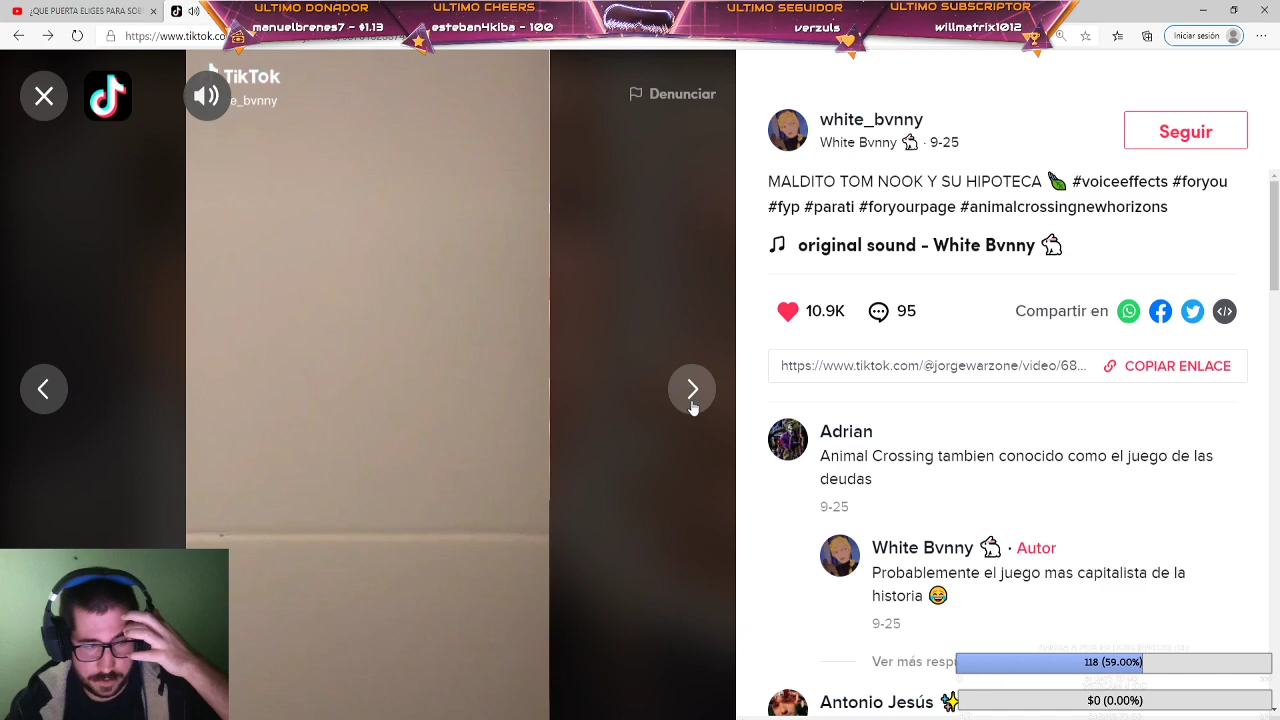 ULTIMO DONADOR
ULTIMO CHEERS
ULTIMO SEGUIDOR
ULTIMO SUBSCRIPTOR
manuelbrenes7 - $1.13
esteban4kiba - 100
verzuls
willmatrix1012
¿QUE PUERTA ELIGES PARA SOB
https://www.tiktok.co
Iniciar sesión
TikTok
e_bvnny
Denunciar
white_bvnny
White Bvnny 🐇 · 9-25
Seguir
MALDITO TOM NOOK Y SU HIPOTECA #voiceeffects #foryou
#fyp #parati #foryourpage #animalcrossingnewhorizons
original sound - White Bvnny 🐇
10.9K
95
Compartir en
https://www.tiktok.com/@jorgewarzone/video/68...
COPIAR ENLACE
Adrian
Animal Crossing tambien conocido como el juego de las
deudas
9-25
White Bvnny 🐇 · Autor
Probablemente el juego mas capitalista de la
historia 😂
9-25
Ver más resp
118 (59.00%)
Antonio Jesús ✨
$0 (0.00%)